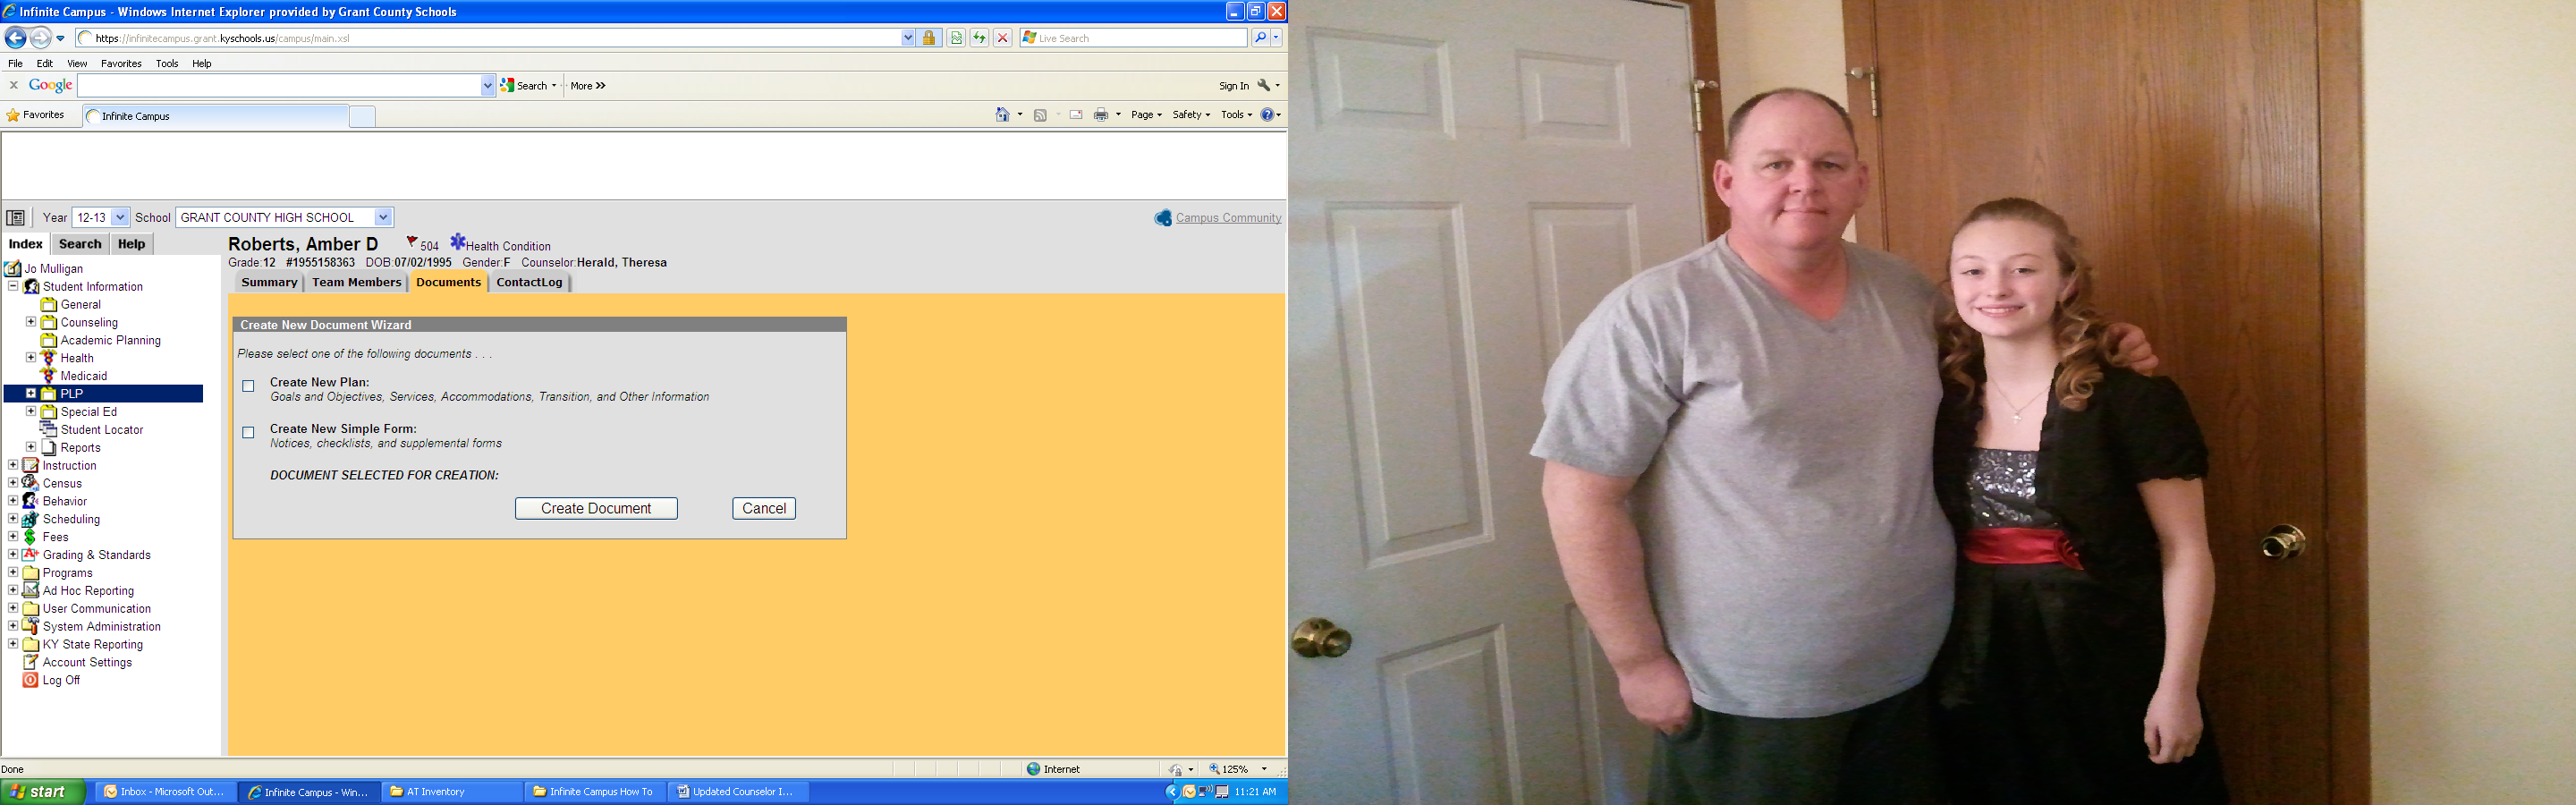 Infinite Campus - Windows Internet Explorer provided by Grant County Schools
https://infinitecampus.grant.kyschools.us/campus/main.xsl
Live Search
File Edit View Favorites Tools Help
x Google Search More »
Sign In
Favorites Infinite Campus
Page Safety Tools
Year 12-13 School GRANT COUNTY HIGH SCHOOL
Campus Community
Index Search Help
Roberts, Amber D 504 Health Condition
Grade:12 #1955158363 DOB:07/02/1995 Gender:F Counselor:Herald, Theresa
Summary Team Members Documents ContactLog
Jo Mulligan
Student Information
General
Counseling
Academic Planning
Health
Medicaid
PLP
Special Ed
Student Locator
Reports
Instruction
Census
Behavior
Scheduling
Fees
Grading & Standards
Programs
Ad Hoc Reporting
User Communication
System Administration
KY State Reporting
Account Settings
Log Off
Create New Document Wizard
Please select one of the following documents . . .
Create New Plan:
Goals and Objectives, Services, Accommodations, Transition, and Other Information
Create New Simple Form:
Notices, checklists, and supplemental forms
DOCUMENT SELECTED FOR CREATION:
Create Document Cancel
Done
Internet
125%
start
Inbox - Microsoft Out...
Infinite Campus - Win...
AT Inventory
Infinite Campus How To
Updated Counselor I...
11:21 AM